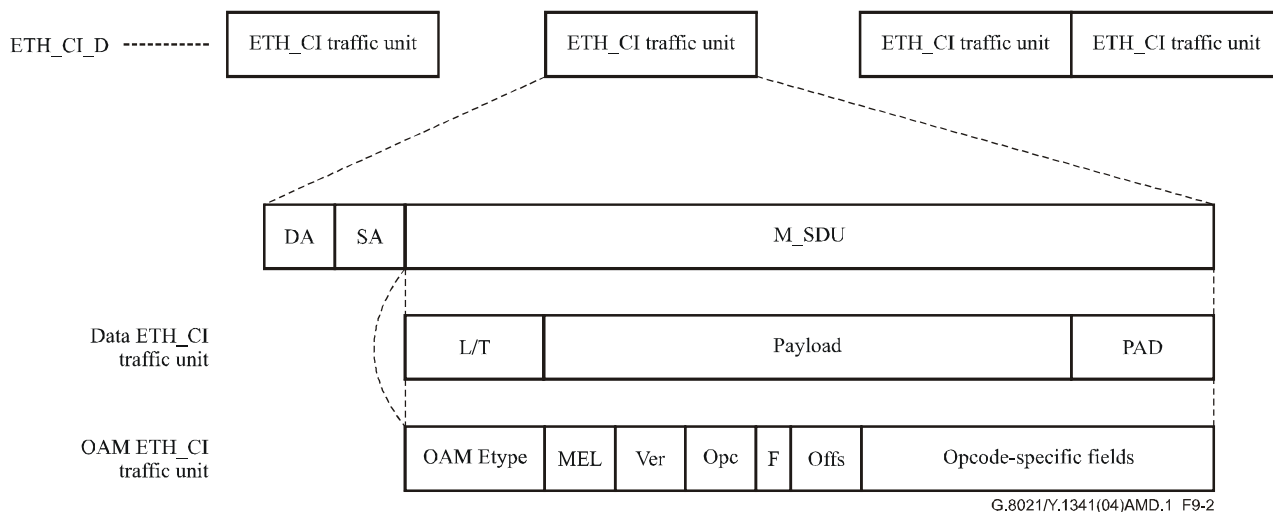 ETH_CI_D
ETH_CI traffic unit
ETH_CI traffic unit
ETH_CI traffic unit
ETH_CI traffic unit
DA
SA
M_SDU
Data ETH_CI
traffic unit
L/T
Payload
PAD
OAM ETH_CI
traffic unit
OAM Etype
MEL
Ver
Opc
F
Offs
Opcode-specific fields
G.8021/Y.1341(04)AMD.1_F9-2